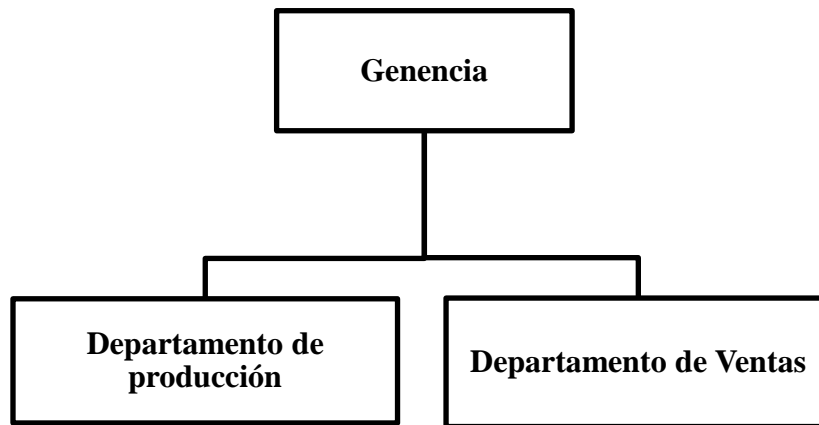 Genencia
Departamento de
producción
Departamento de Ventas